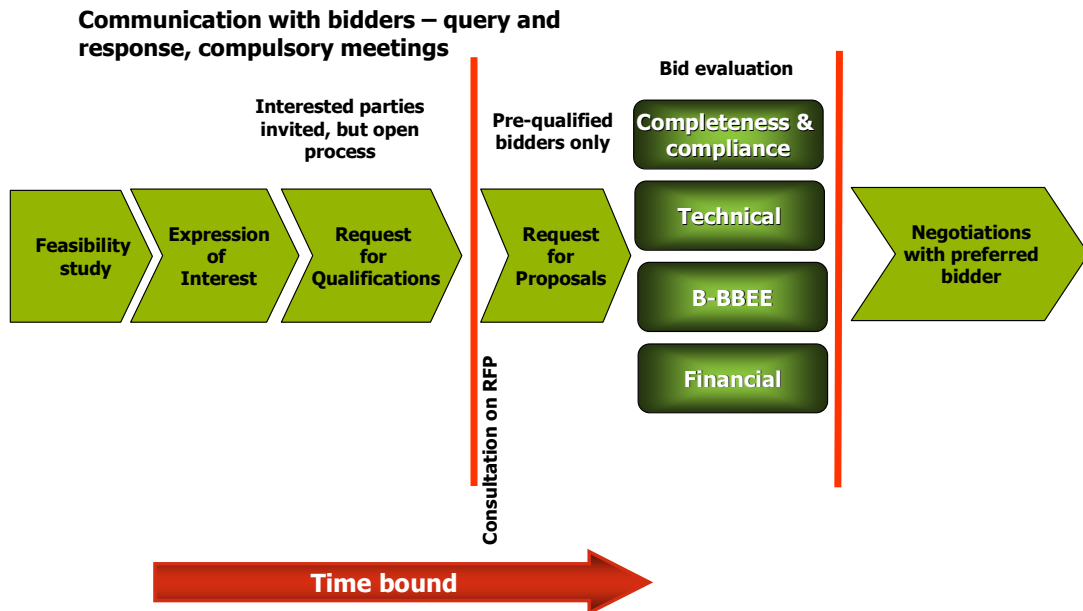 Communication with bidders – query and
response, compulsory meetings
Bid evaluation
Interested parties
invited, but open
process
Pre-qualified
bidders only
Completeness &
compliance
Feasibility
study
Expression
of
Interest
Request
for
Qualifications
Request
for
Proposals
Technical
B-BBEE
Financial
Negotiations
with preferred
bidder
Consultation on RFP
Time bound